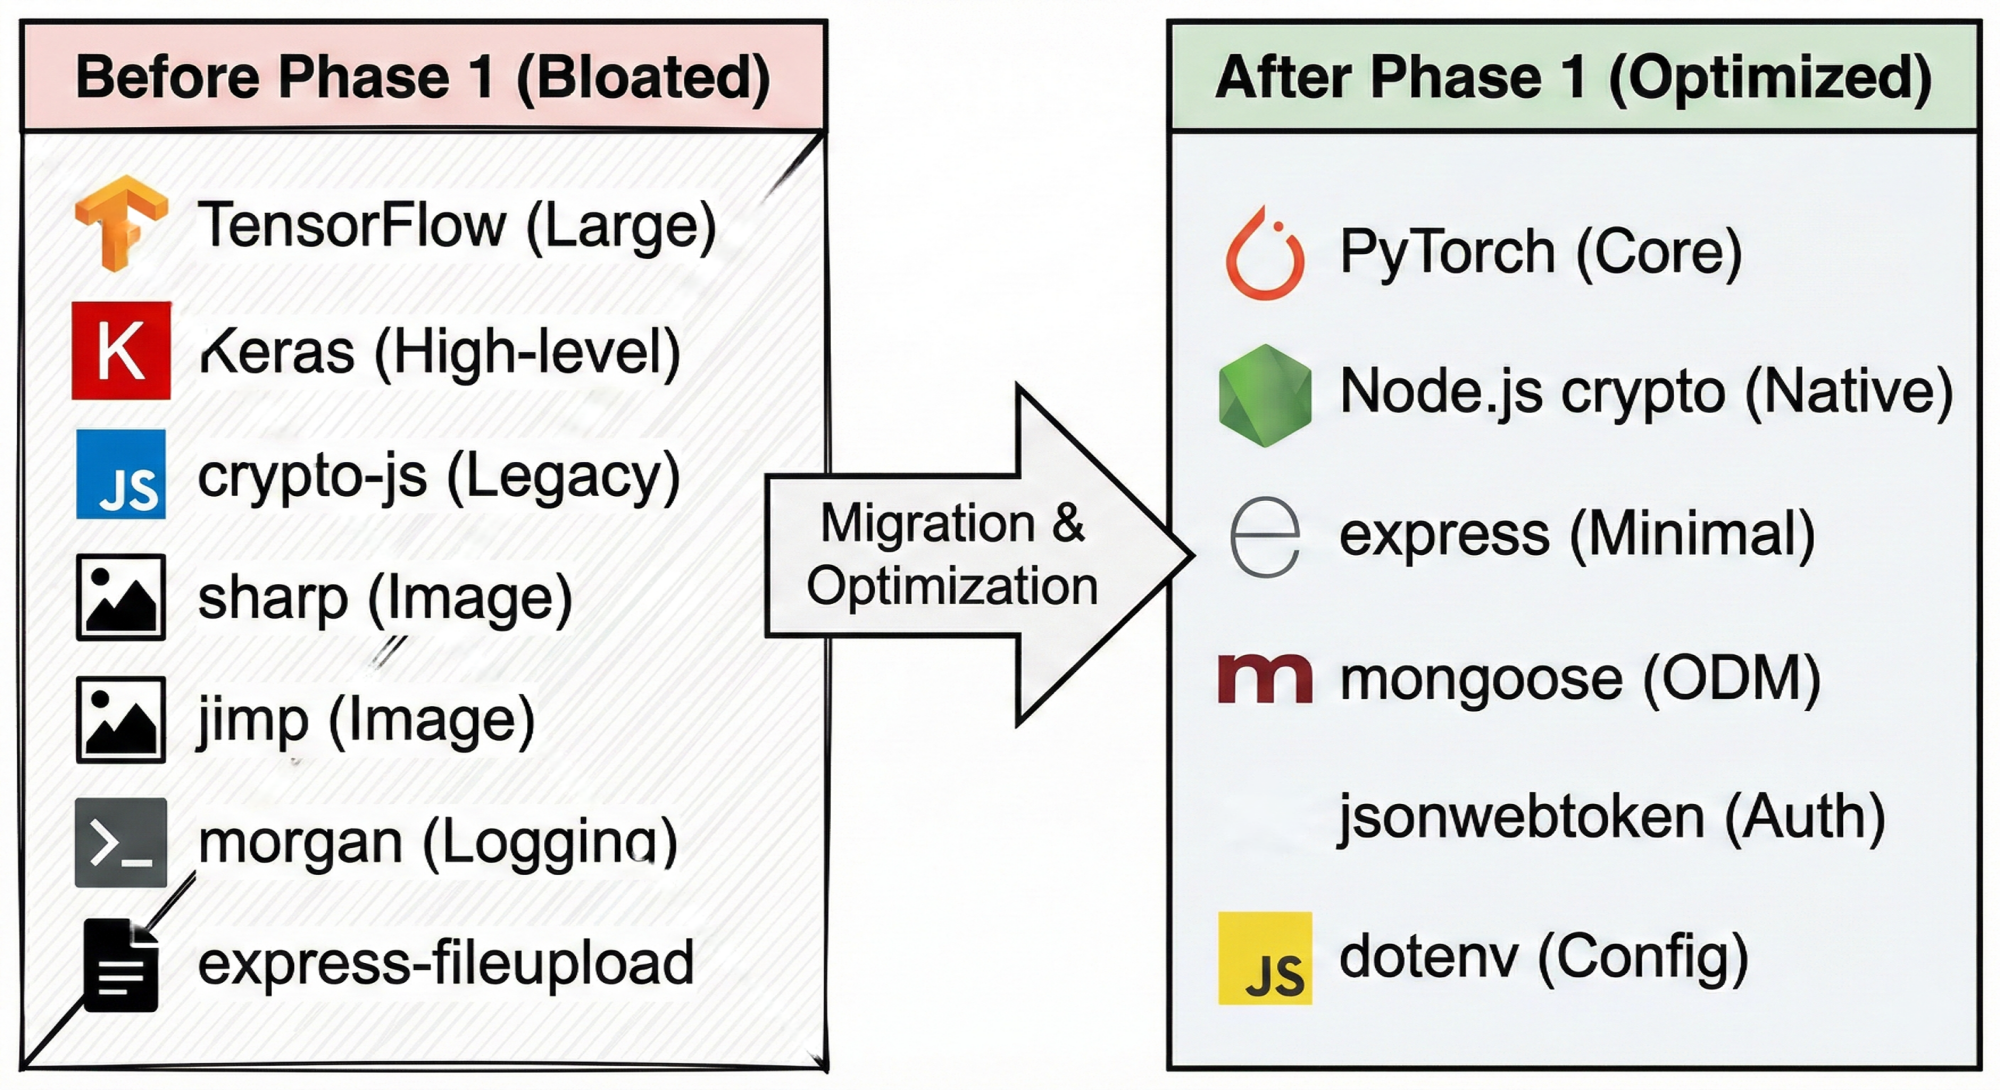 Before Phase 1 (Bloated)
TensorFlow (Large)
K
Keras (High-level)
JS
crypto-js (Legacy)
sharp (Image)
jimp (Image)
>_
morgan (Logging)
express-fileupload
Migration &
Optimization
After Phase 1 (Optimized)
PyTorch (Core)
Node.js crypto (Native)
e
express (Minimal)
m
mongoose (ODM)
jsonwebtoken (Auth)
JS
dotenv (Config)